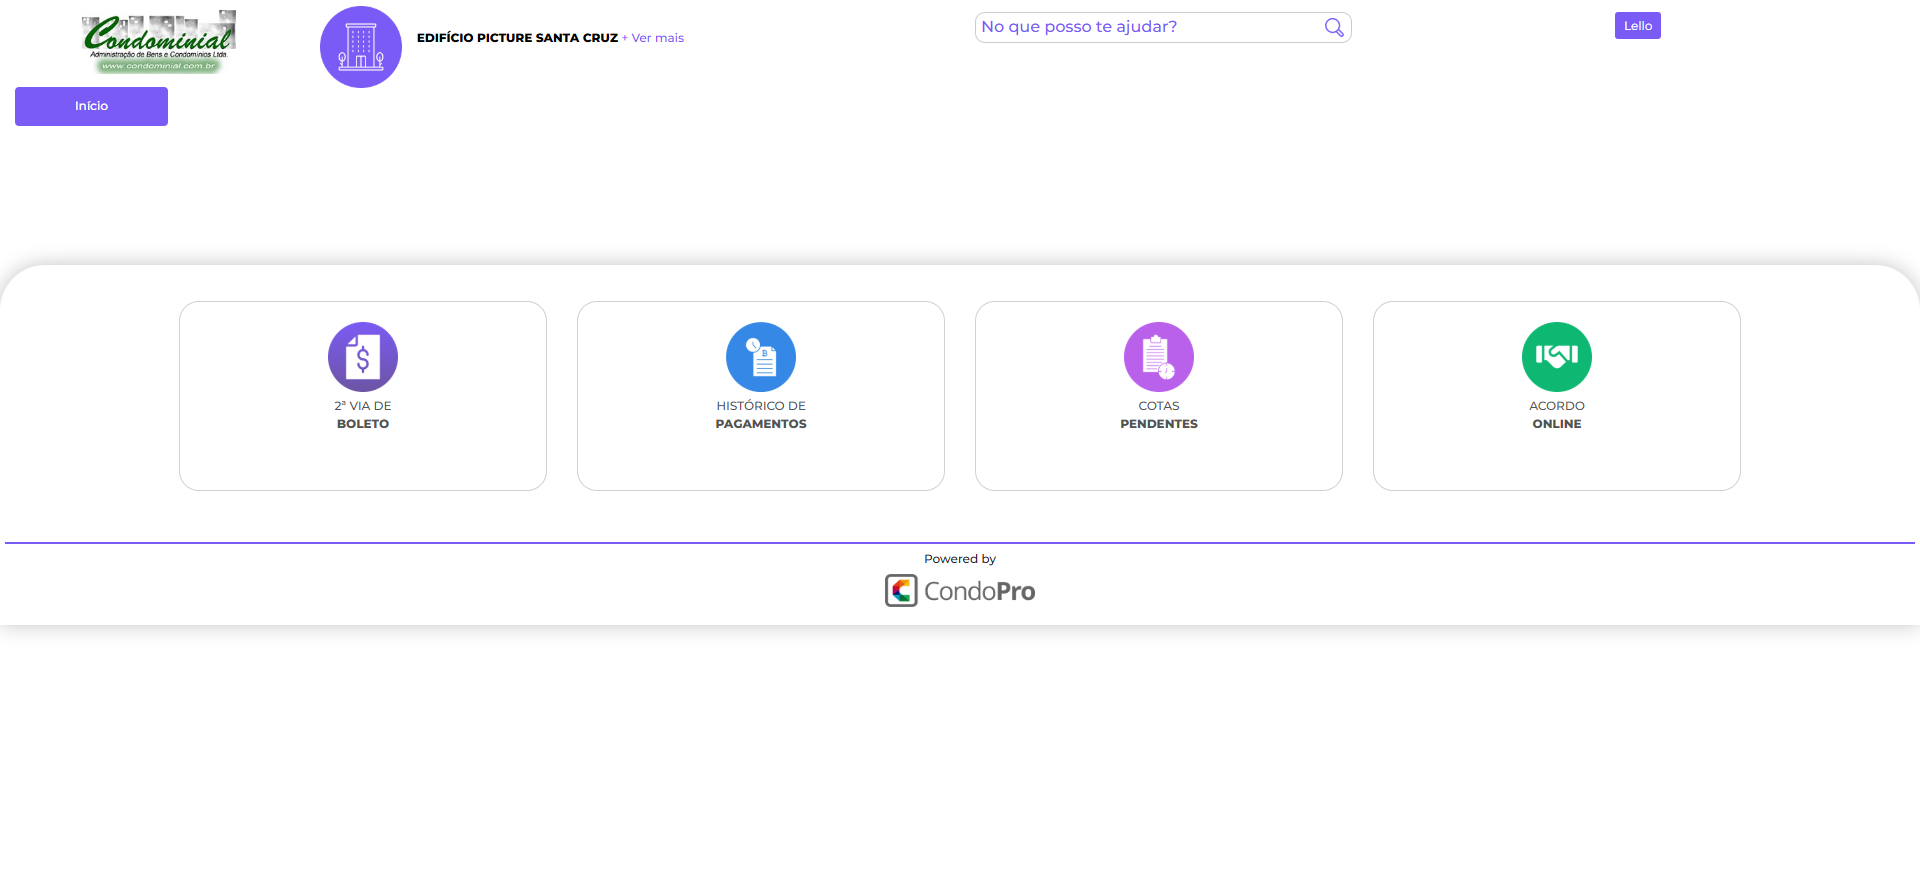 Condominial
Administração de Bens e Condomínios Ltda.
www.condominial.com.br
EDIFÍCIO PICTURE SANTA CRUZ + Ver mais
No que posso te ajudar?
Lello
Início
2ª VIA DE
BOLETO
HISTÓRICO DE
PAGAMENTOS
COTAS
PENDENTES
ACORDO
ONLINE
Powered by
CondoPro